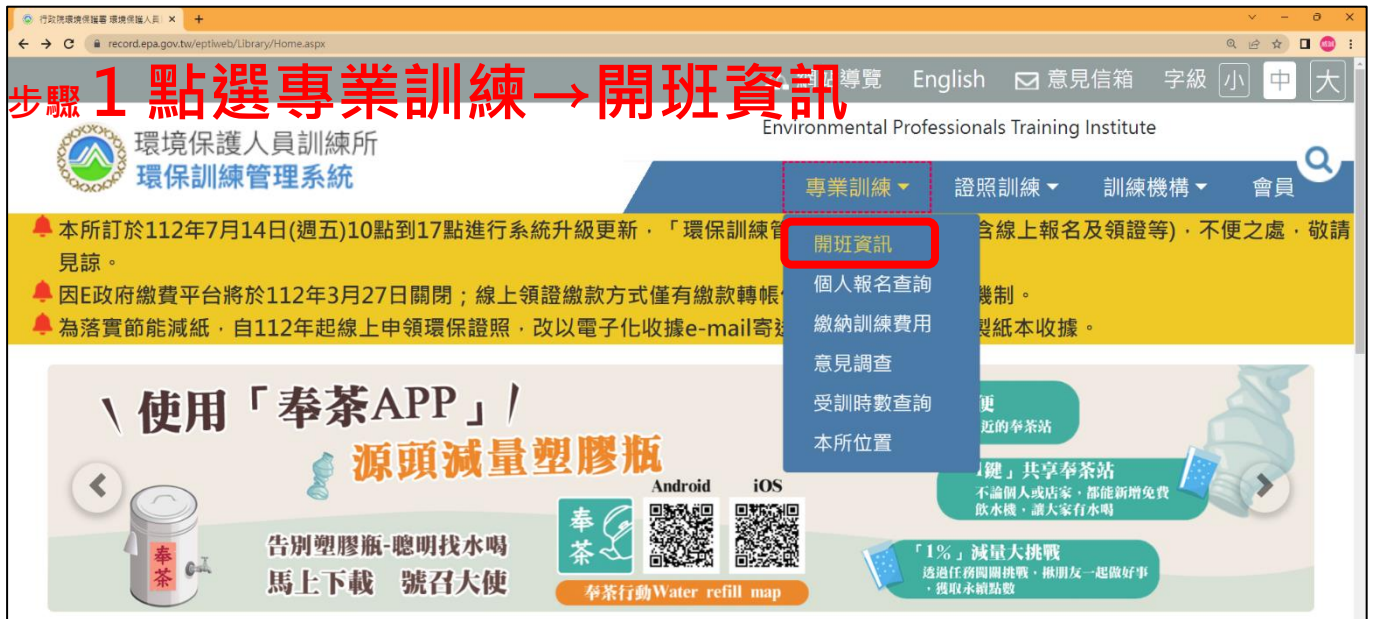 行政院環境保護署 環境保護人員
record.epa.gov.tw/eptiweb/Library/Home.aspx
步驟1 點選專業訓練→開班資訊
導覽 English 意見信箱 字級 小 中 大
Environmental Professionals Training Institute
環境保護人員訓練所
環保訓練管理系統
專業訓練 證照訓練 訓練機構 會員
本所訂於112年7月14日(週五)10點到17點進行系統升級更新，「環保訓練管 含線上報名及領證等)，不便之處，敬請
見諒。
因E政府繳費平台將於112年3月27日關閉；線上領證繳款方式僅有繳款轉帳 機制。
為落實節能減紙，自112年起線上申領環保證照，改以電子化收據e-mail寄送 製紙本收據。
開班資訊
個人報名查詢
繳納訓練費用
意見調查
受訓時數查詢
本所位置
\ 使用「奉茶APP」/
源頭減量塑膠瓶
Android iOS
奉茶
奉茶
告別塑膠瓶-聰明找水喝
馬上下載 號召大使
奉茶行動Water refill map
便
近的奉茶站
鍵」共享奉茶站
不論個人或店家，都能新增免費
飲水機，讓大家有水喝
「1%」減量大挑戰
透過任務闖關挑戰，揪朋友一起做好事
，獲取永續點數